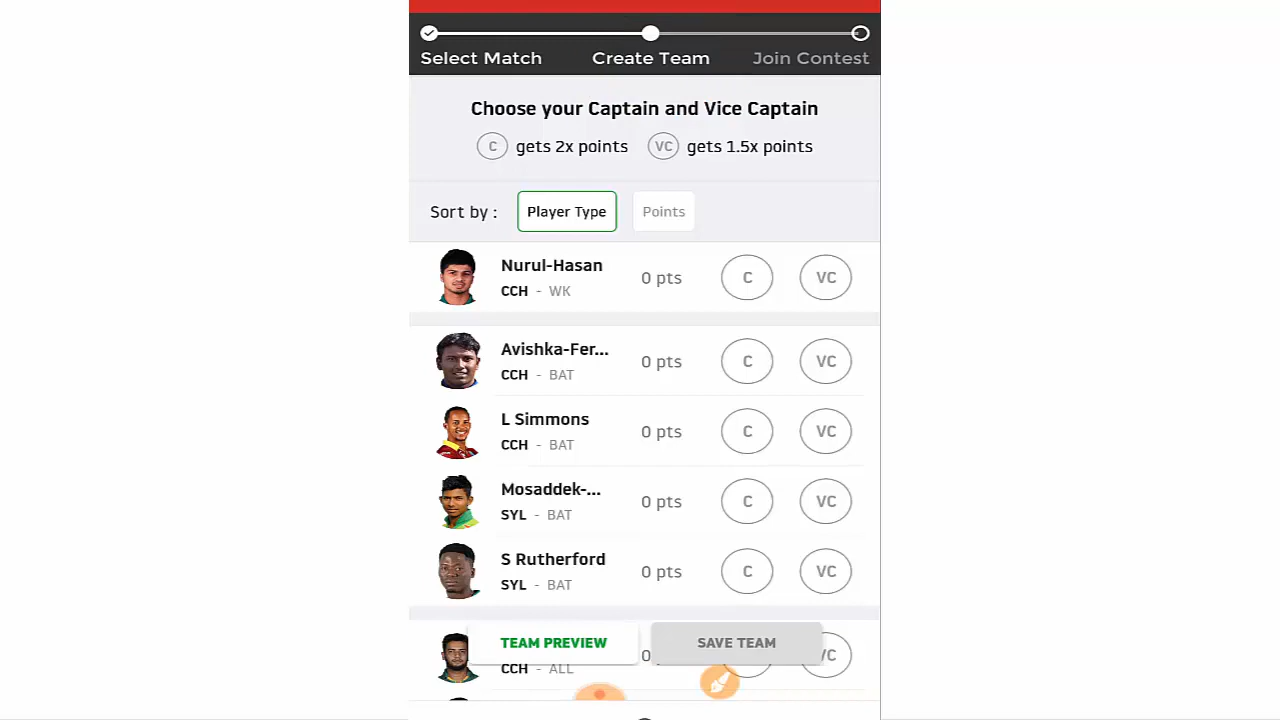 Select Match Create Team Join Contest
Choose your Captain and Vice Captain
C gets 2x points VC gets 1.5x points
Sort by : Player Type Points
Nurul-Hasan
CCH - WK 0 pts C VC
Avishka-Fer...
CCH - BAT 0 pts C VC
L Simmons
CCH - BAT 0 pts C VC
Mosaddek-...
SYL - BAT 0 pts C VC
S Rutherford
SYL - BAT 0 pts C VC
TEAM PREVIEW SAVE TEAM
CCH - ALL 0